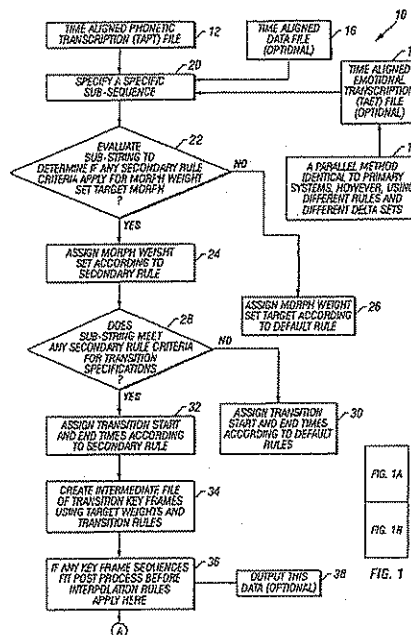 10
TIME ALIGNED PHONETIC
TRANSCRIPTION (TAPT) FILE
12
16
TIME ALIGNED
DATA FILE
(OPTIONAL)
20
SPECIFY A SPECIFIC
SUB-SEQUENCE
TIME ALIGNED
EMOTIONAL
TRANSCRIPTION
(TAET) FILE
(OPTIONAL)
22
EVALUATE
SUB-STRING TO
DETERMINE IF ANY SECONDARY RULE
CRITERIA APPLY FOR MORPH WEIGHT
SET TARGET MORPH
?
NO
YES
A PARALLEL METHOD
IDENTICAL TO PRIMARY
SYSTEMS, HOWEVER, USING
DIFFERENT RULES AND
DIFFERENT DELTA SETS
24
ASSIGN MORPH WEIGHT
SET ACCORDING TO
SECONDARY RULE
26
ASSIGN MORPH WEIGHT
SET TARGET ACCORDING
TO DEFAULT RULE
28
DOES
SUB-STRING MEET
ANY SECONDARY RULE CRITERIA
FOR TRANSITION
SPECIFICATIONS
?
NO
YES
32
ASSIGN TRANSITION START
AND END TIMES ACCORDING
TO SECONDARY RULE
30
ASSIGN TRANSITION START
AND END TIMES
ACCORDING TO DEFAULT
RULES
34
CREATE INTERMEDIATE FILE
OF TRANSITION KEY FRAMES
USING TARGET WEIGHTS AND
TRANSITION RULES
FIG. 1A
FIG. 1B
FIG. 1
36
IF ANY KEY FRAME SEQUENCES
FIT POST PROCESS BEFORE
INTERPOLATION RULES
APPLY HERE
38
OUTPUT THIS
DATA (OPTIONAL)
A